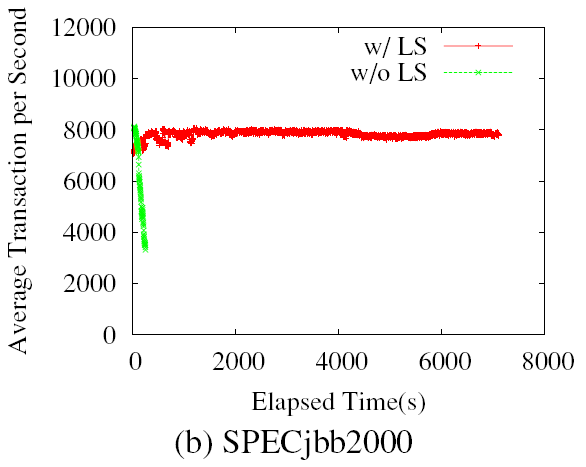 12000
10000
8000
6000
4000
2000
0
Average Transaction per Second
w/ LS
w/o LS
0 2000 4000 6000 8000
Elapsed Time(s)
(b) SPECjbb2000